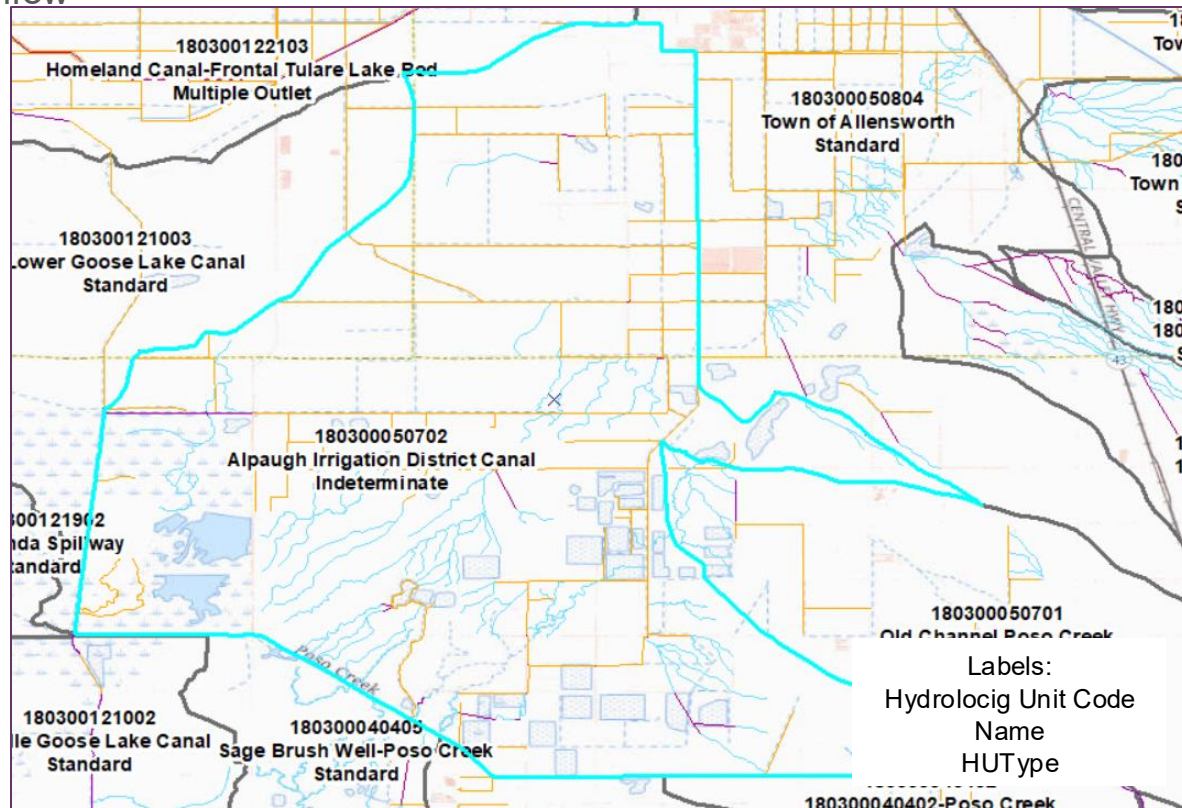 180300122103
Homeland Canal-Frontal Tulare Lake Bed
Multiple Outlet
180300050804
Town of Allensworth
Standard
Town
CENTRAL VALLEY HWY
43
180300121003
Lower Goose Lake Canal
Standard
180300050702
Alpaugh Irrigation District Canal
Indeterminate
Spillway
180300050701
Old Channel Poso Creek
Poso Creek
180300121002
Goose Lake Canal
Standard
180300040405
Sage Brush Well-Poso Creek
Standard
Labels:
Hydrolocig Unit Code
Name
HUType
180300040402-Poso Creek